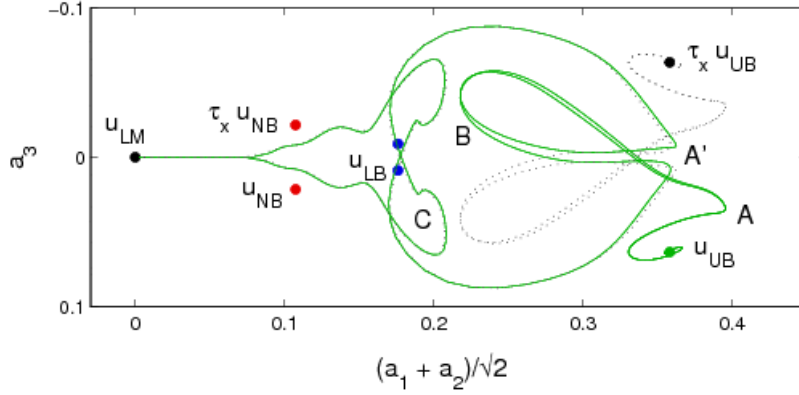 -0.1
τx uUB
uLM
τx uNB
B
a3
0
uLB
A'
uNB
C
A
uUB
0.1
0 0.1 0.2 0.3 0.4
(a1 + a2)/√2